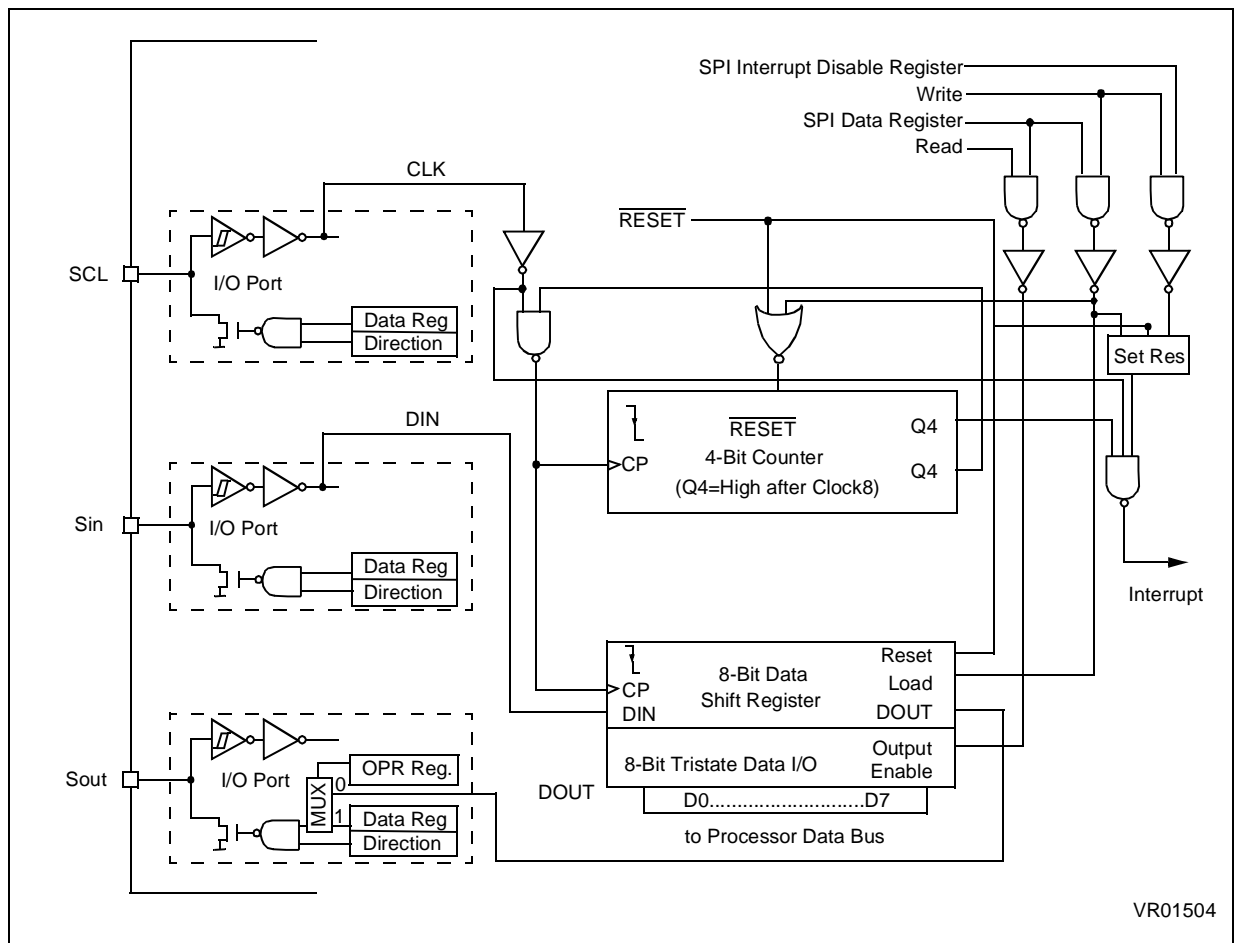 SPI Interrupt Disable Register
Write
SPI Data Register
Read
CLK
RESET
SCL
I/O Port
Data Reg
Direction
Set Res
DIN
RESET
Q4
4-Bit Counter
CP
Q4
(Q4=High after Clock8)
Sin
I/O Port
Data Reg
Direction
Interrupt
Reset
8-Bit Data
Shift Register
CP
Load
DIN
DOUT
Output
Enable
8-Bit Tristate Data I/O
Sout
I/O Port
OPR Reg.
MUX
0
1
Data Reg
Direction
DOUT
D0...........................D7
to Processor Data Bus
VR01504